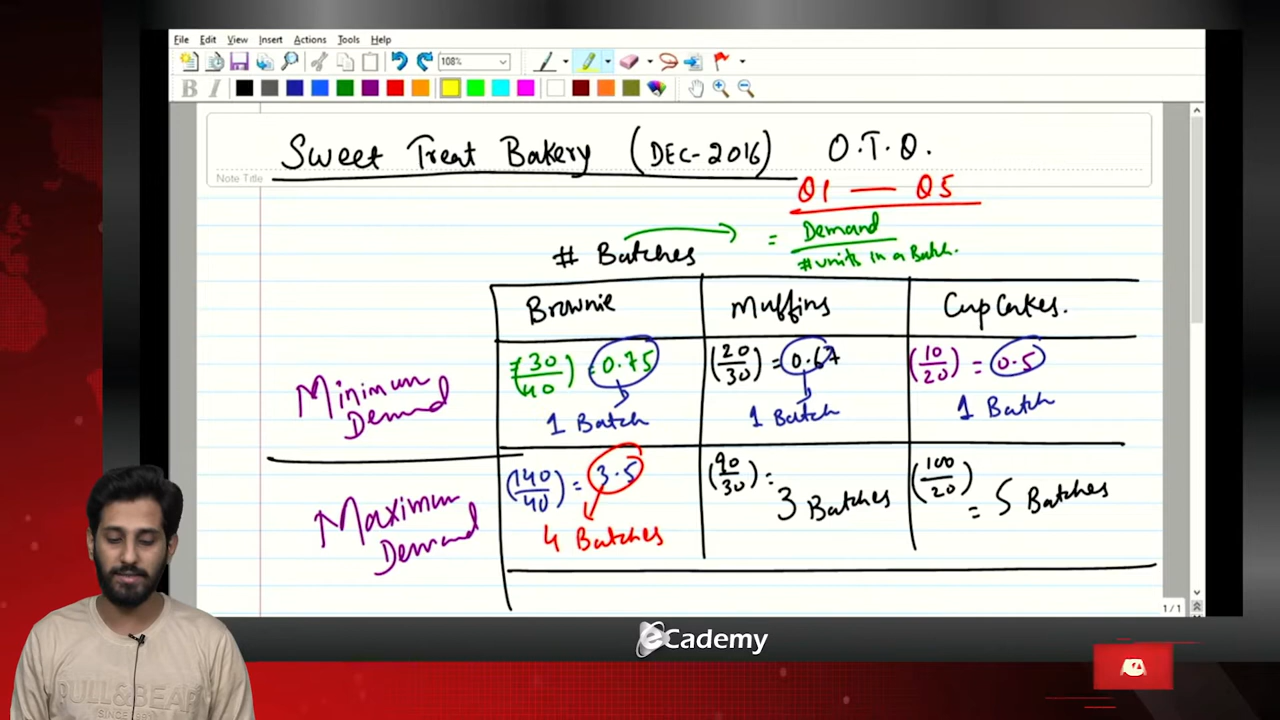 File Edit View Insert Actions Tools Help
108%
B I
Sweet Treat Bakery (DEC-2016) O.T.Q.
Note Title
Q1 — Q5
# Batches = Demand / # units in a Batch.
Brownie Muffins Cupcakes.
Minimum Demand
(30/40) = 0.75
1 Batch
(20/30) = 0.67
1 Batch
(10/20) = 0.5
1 Batch
Maximum Demand
(140/40) = 3.5
4 Batches
(90/30) =
3 Batches
(100/20)
= 5 Batches
1 / 1
eCademy
PULL&BEAR